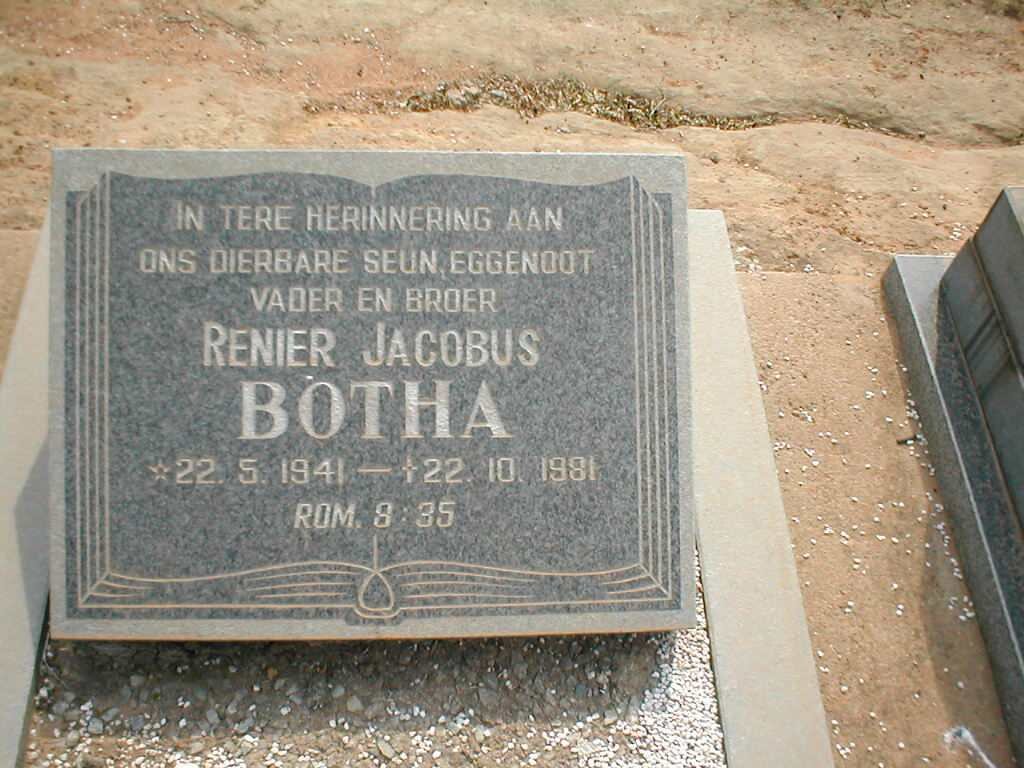 IN TERE HERINNERING AAN
ONS DIERBARE SEUN, EGGENOOT
VADER EN BROER
RENIER JACOBUS
BOTHA
*22. 5. 1941 — †22. 10. 1981
ROM. 8 : 35